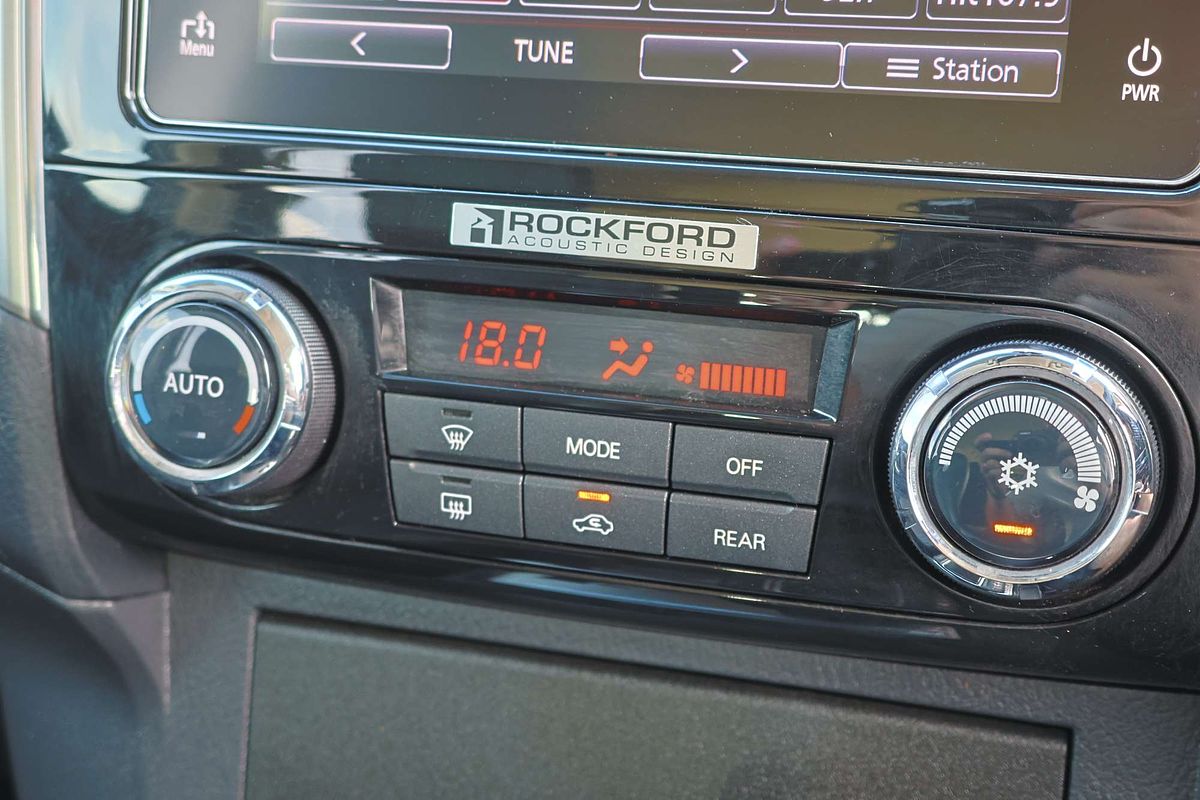 Menu
TUNE
Station
PWR
ROCKFORD
ACOUSTIC DESIGN
18.0
AUTO
MODE
OFF
REAR